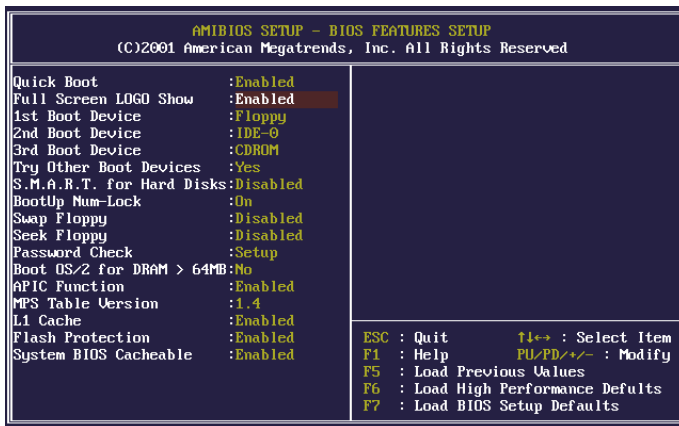 AMIBIOS SETUP - BIOS FEATURES SETUP
(C)2001 American Megatrends, Inc. All Rights Reserved
Quick Boot :Enabled
Full Screen LOGO Show :Enabled
1st Boot Device :Floppy
2nd Boot Device :IDE-0
3rd Boot Device :CDROM
Try Other Boot Devices :Yes
S.M.A.R.T. for Hard Disks:Disabled
BootUp Num-Lock :On
Swap Floppy :Disabled
Seek Floppy :Disabled
Password Check :Setup
Boot OS/2 for DRAM > 64MB:No
APIC Function :Enabled
MPS Table Version :1.4
L1 Cache :Enabled
Flash Protection :Enabled
System BIOS Cacheable :Enabled
ESC : Quit ↑↓↔ : Select Item
F1 : Help PU/PD/+/- : Modify
F5 : Load Previous Values
F6 : Load High Performance Defults
F7 : Load BIOS Setup Defaults